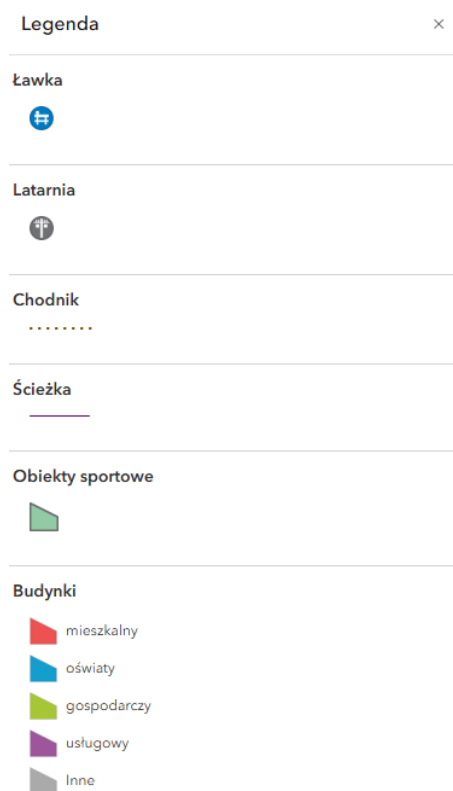 Legenda
Ławka
Latarnia
Chodnik
Ścieżka
Obiekty sportowe
Budynki
mieszkalny
oświaty
gospodarczy
usługowy
Inne